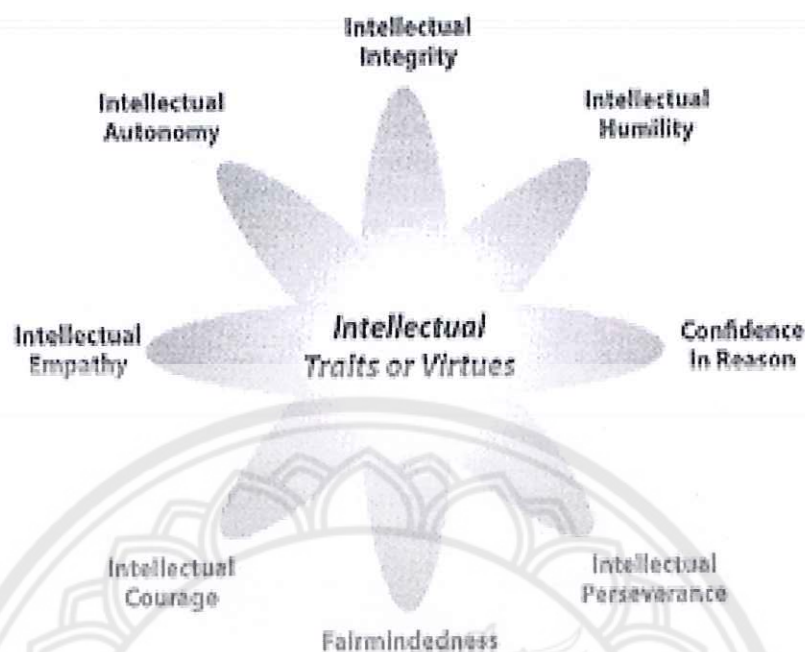 Intellectual
Integrity
Intellectual
Autonomy
Intellectual
Humility
Intellectual
Empathy
Intellectual
Traits or Virtues
Confidence
in Reason
Intellectual
Courage
Intellectual
Perseverance
Fairmindedness